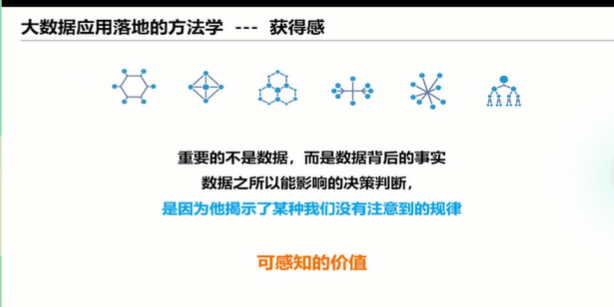 大数据应用落地的方法学 --- 获得感
重要的不是数据，而是数据背后的事实
数据之所以能影响的决策判断，
是因为他揭示了某种我们没有注意到的规律
可感知的价值